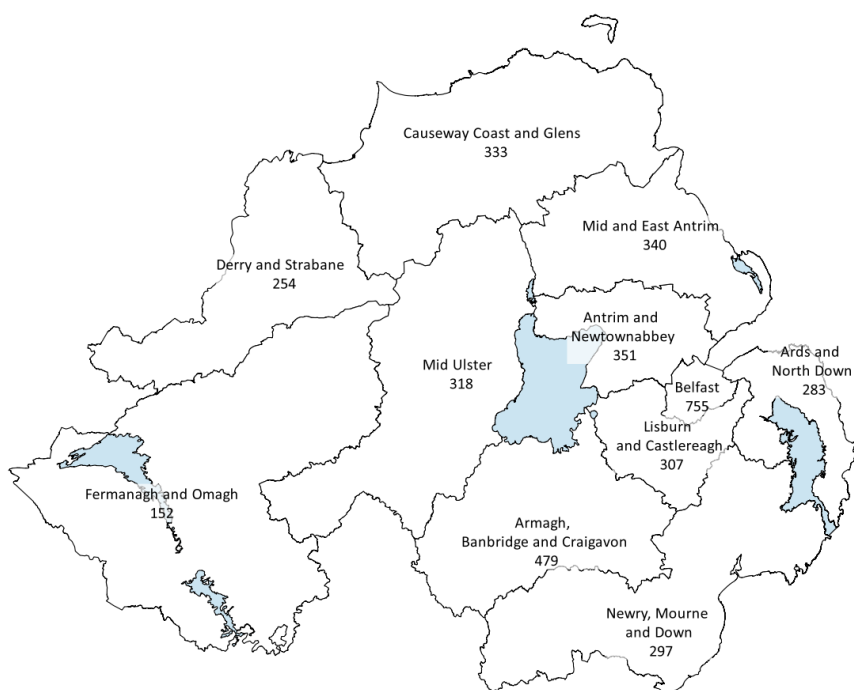 Causeway Coast and Glens
333
Mid and East Antrim
340
Derry and Strabane
254
Antrim and
Newtownabbey
351
Mid Ulster
318
Ards and
North Down
283
Belfast
755
Lisburn
and Castlereagh
307
Fermanagh and Omagh
152
Armagh,
Banbridge and Craigavon
479
Newry, Mourne
and Down
297